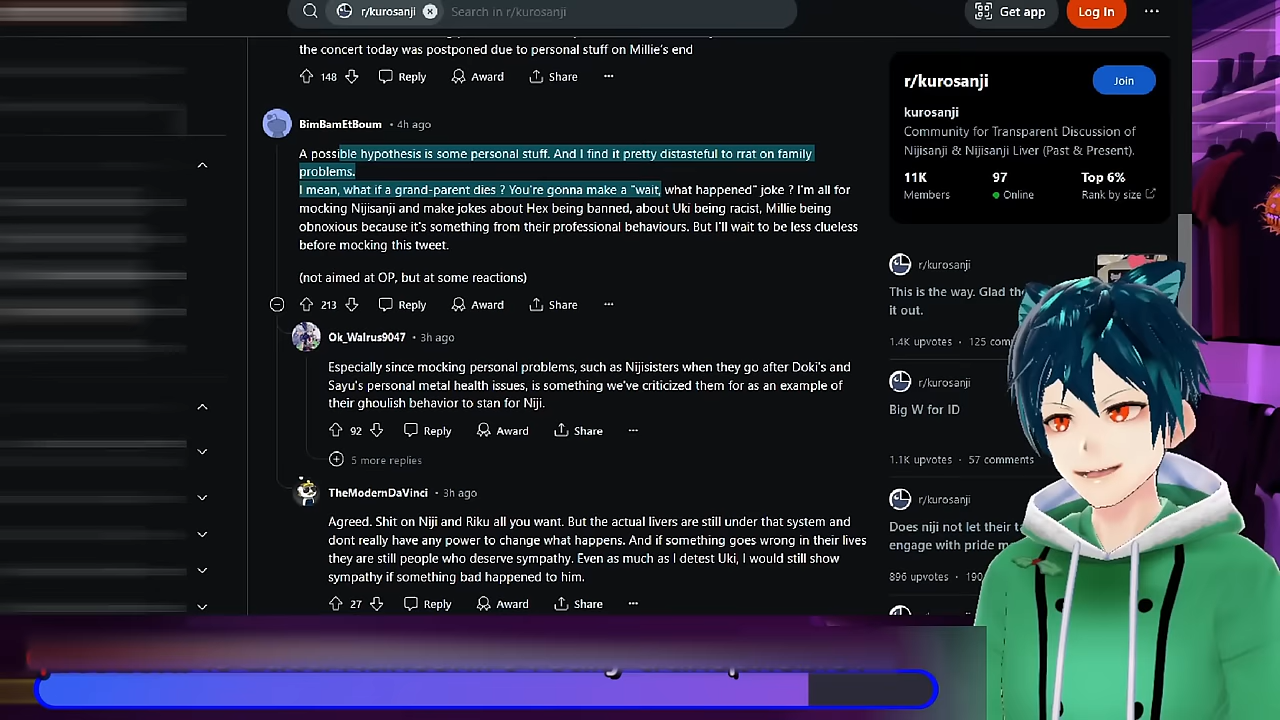 r/kurosanji
Search in r/kurosanji
Get app
Log In
the concert today was postponed due to personal stuff on Millie's end
148
Reply
Award
Share
BimBamEtBoum • 4h ago
A possible hypothesis is some personal stuff. And I find it pretty distasteful to rrat on family
problems.
I mean, what if a grand-parent dies ? You're gonna make a "wait, what happened" joke ? I'm all for
mocking Nijisanji and make jokes about Hex being banned, about Uki being racist, Millie being
obnoxious because it's something from their professional behaviours. But I'll wait to be less clueless
before mocking this tweet.
(not aimed at OP, but at some reactions)
213
Reply
Award
Share
Ok_Walrus9047 • 3h ago
Especially since mocking personal problems, such as Nijisisters when they go after Doki's and
Sayu's personal metal health issues, is something we've criticized them for as an example of
their ghoulish behavior to stan for Niji.
92
Reply
Award
Share
5 more replies
TheModernDaVinci • 3h ago
Agreed. Shit on Niji and Riku all you want. But the actual livers are still under that system and
dont really have any power to change what happens. And if something goes wrong in their lives
they are still people who deserve sympathy. Even as much as I detest Uki, I would still show
sympathy if something bad happened to him.
27
Reply
Award
Share
r/kurosanji
Join
kurosanji
Community for Transparent Discussion of
Nijisanji & Nijisanji Liver (Past & Present).
11K
97
Top 6%
Members
Online
Rank by size
r/kurosanji
This is the way. Glad
it out.
1.4K upvotes • 125
r/kurosanji
Big W for ID
1.1K upvotes • 57 comments
r/kurosanji
Does niji not let their
engage with pride
896 upvotes •